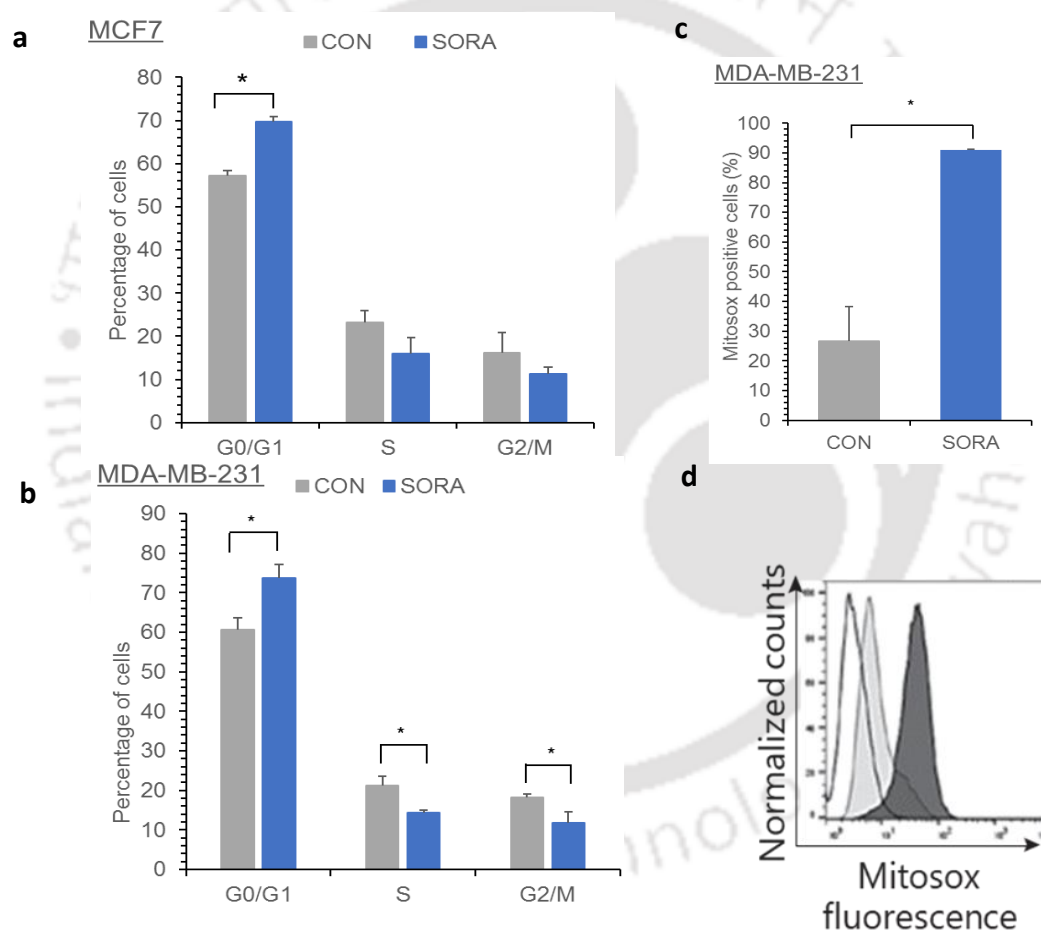 a
MCF7
CON
SORA
Percentage of cells
80
70
60
50
40
30
20
10
0
*
G0/G1
S
G2/M
b
MDA-MB-231
CON
SORA
Percentage of cells
90
80
70
60
50
40
30
20
10
0
*
*
*
G0/G1
S
G2/M
c
MDA-MB-231
Mitosox positive cells (%)
100
90
80
70
60
50
40
30
20
10
0
*
CON
SORA
d
Normalized counts
Mitosox
fluorescence